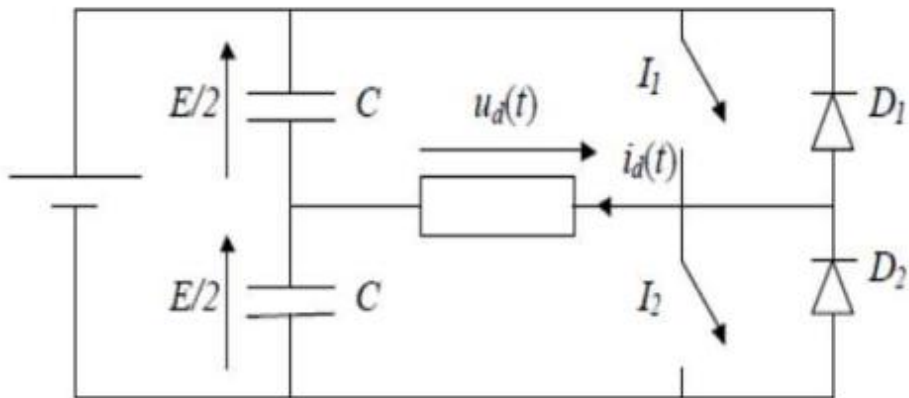 E/2
C
u_d(t)
i_d(t)
I_1
D_1
E/2
C
I_2
D_2